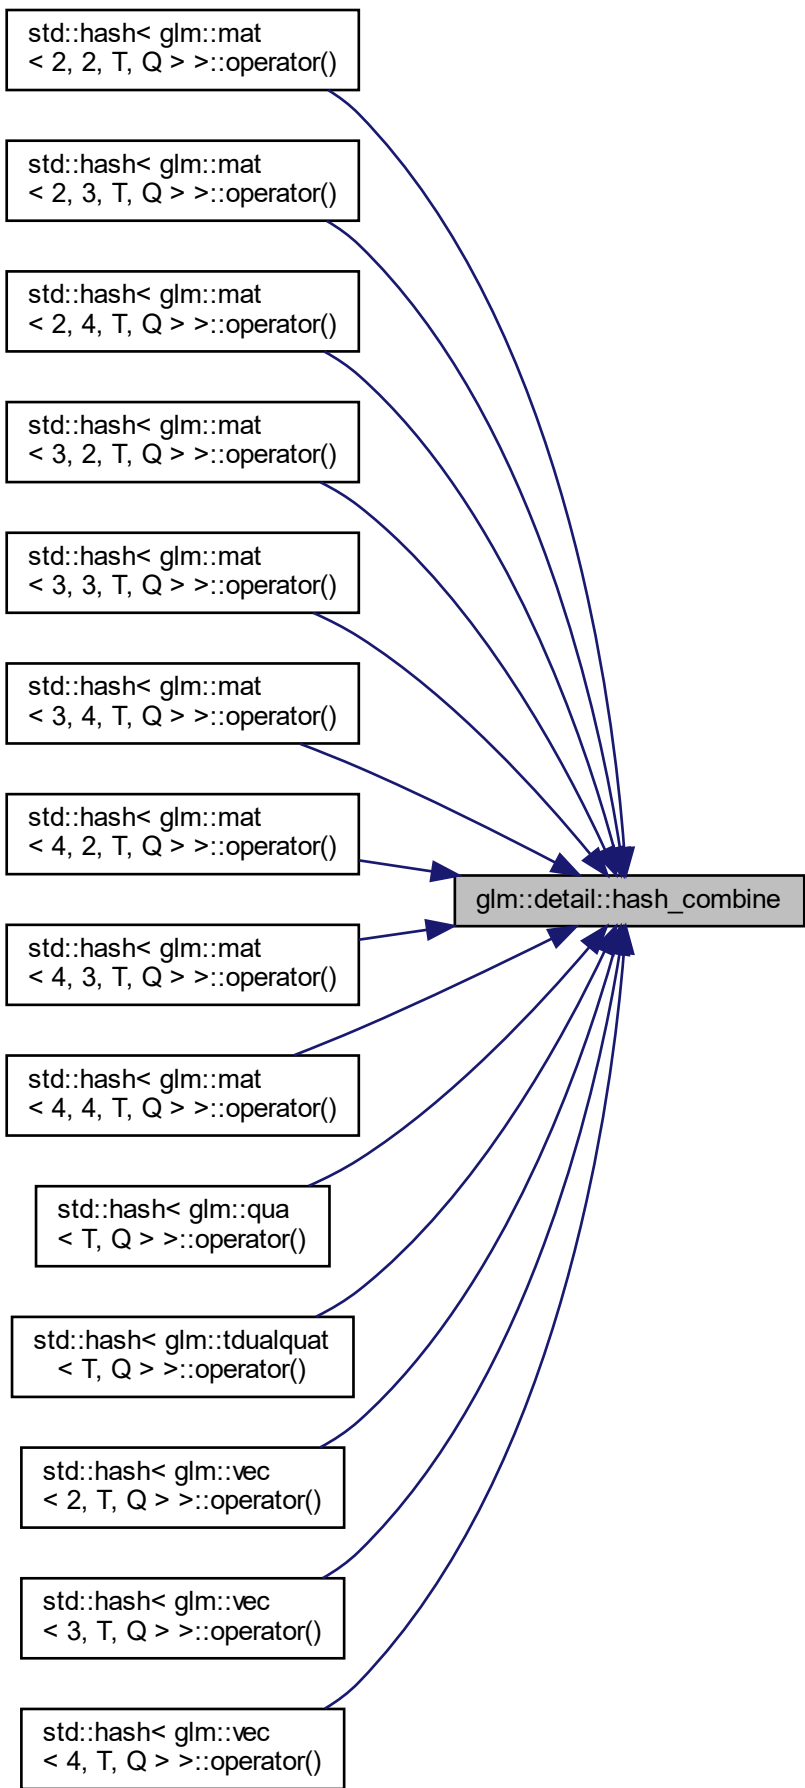 std::hash< glm::mat
< 2, 2, T, Q > >::operator()
std::hash< glm::mat
< 2, 3, T, Q > >::operator()
std::hash< glm::mat
< 2, 4, T, Q > >::operator()
std::hash< glm::mat
< 3, 2, T, Q > >::operator()
std::hash< glm::mat
< 3, 3, T, Q > >::operator()
std::hash< glm::mat
< 3, 4, T, Q > >::operator()
std::hash< glm::mat
< 4, 2, T, Q > >::operator()
glm::detail::hash_combine
std::hash< glm::mat
< 4, 3, T, Q > >::operator()
std::hash< glm::mat
< 4, 4, T, Q > >::operator()
std::hash< glm::qua
< T, Q > >::operator()
std::hash< glm::tdualquat
< T, Q > >::operator()
std::hash< glm::vec
< 2, T, Q > >::operator()
std::hash< glm::vec
< 3, T, Q > >::operator()
std::hash< glm::vec
< 4, T, Q > >::operator()